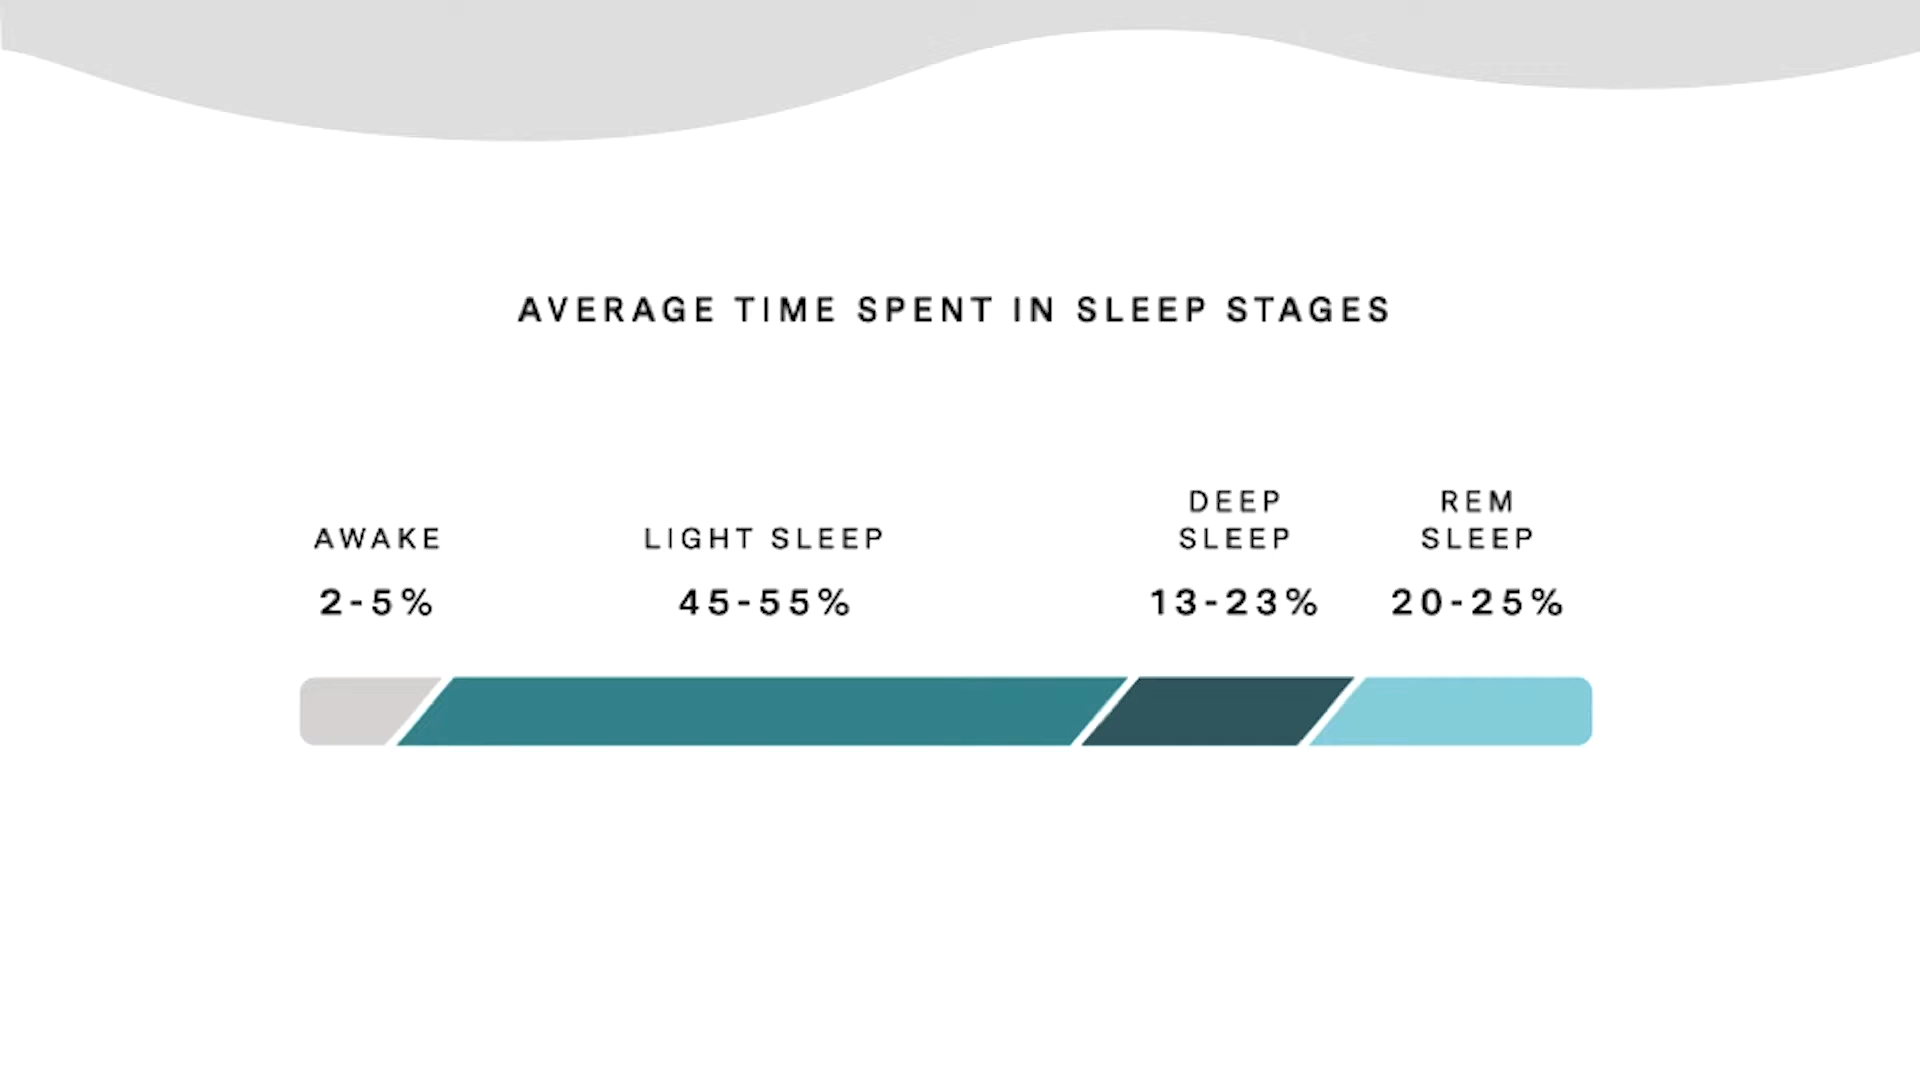 AVERAGE TIME SPENT IN SLEEP STAGES
AWAKE
2-5%
LIGHT SLEEP
45-55%
DEEP
SLEEP
13-23%
REM
SLEEP
20-25%